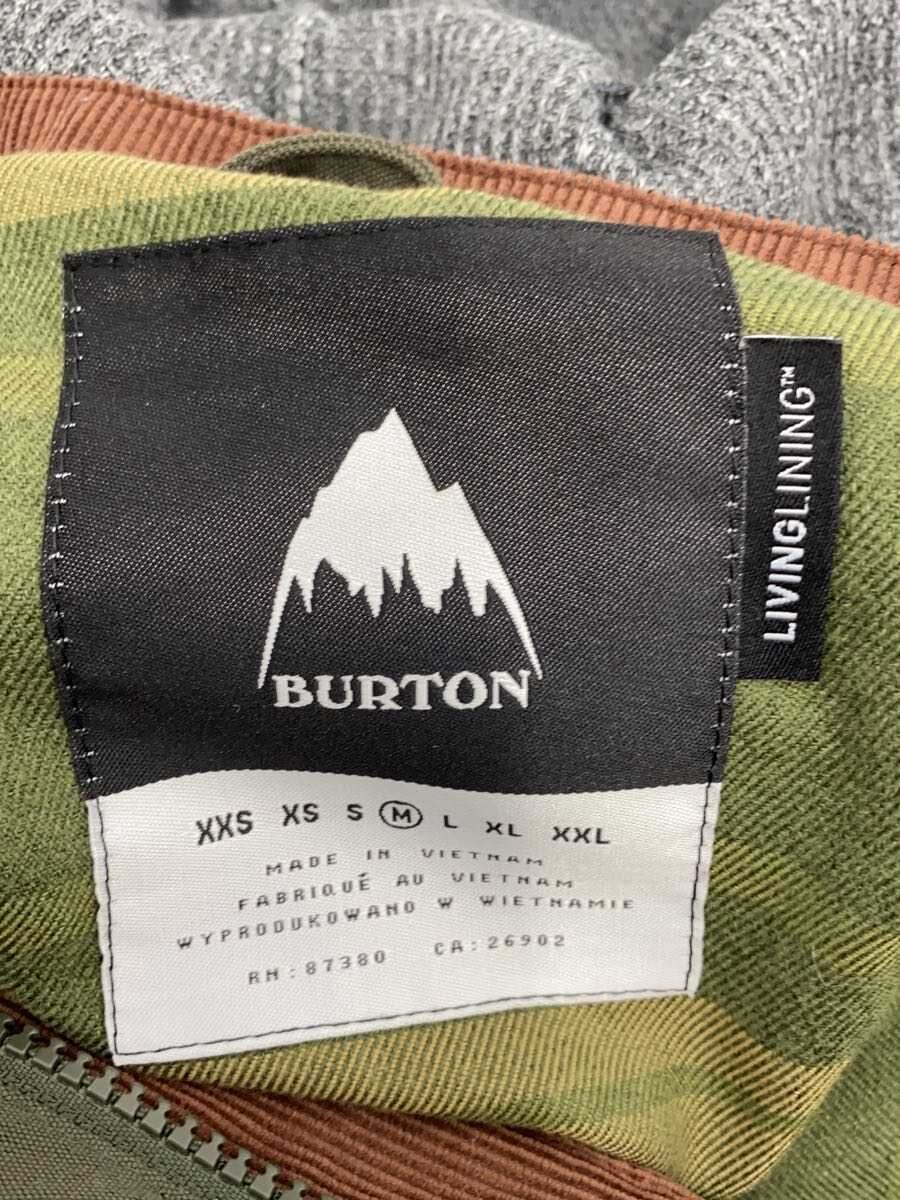 BURTON
LIVINGLINING™
XXS XS S M L XL XXL
MADE IN VIETNAM
FABRIQUÉ AU VIETNAM
WYPRODUKOWANO W WIETNAMIE
RN:87380 CA:26902